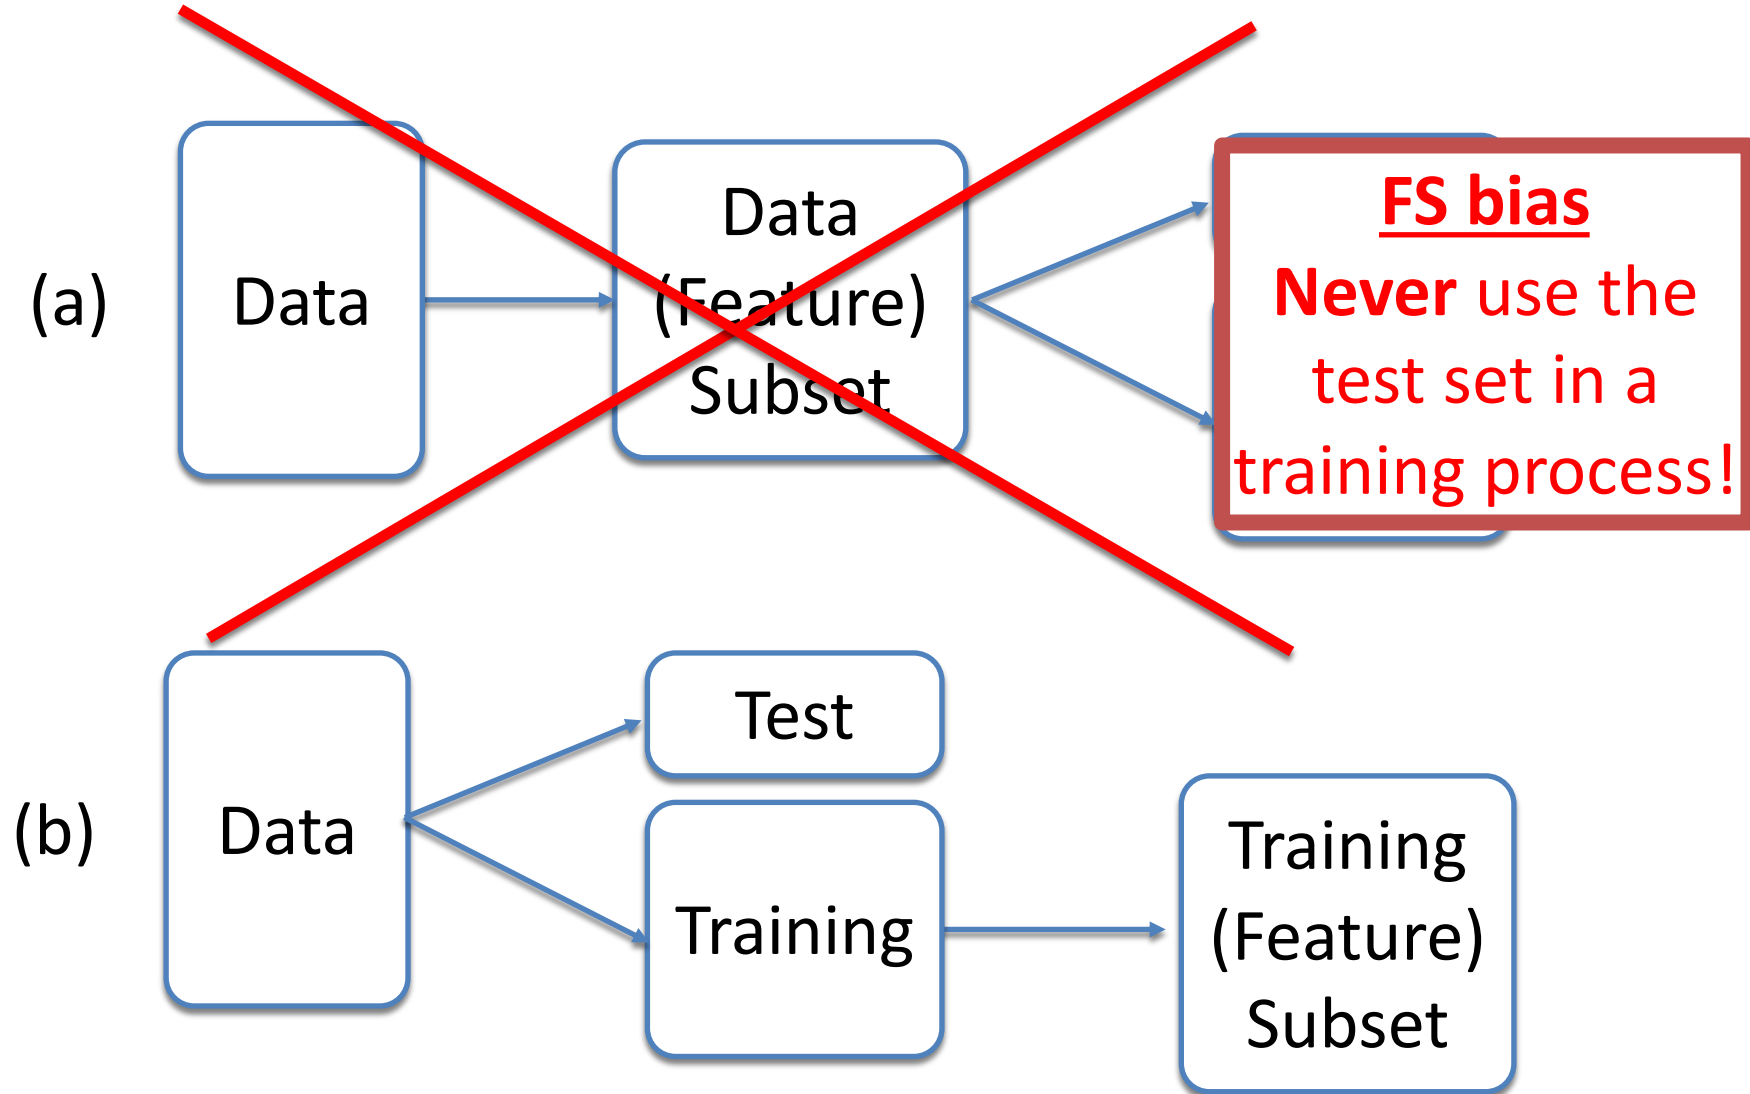 (a)
Data
Data
(Feature)
Subset
FS bias
Never use the
test set in a
training process!
(b)
Data
Test
Training
Training
(Feature)
Subset